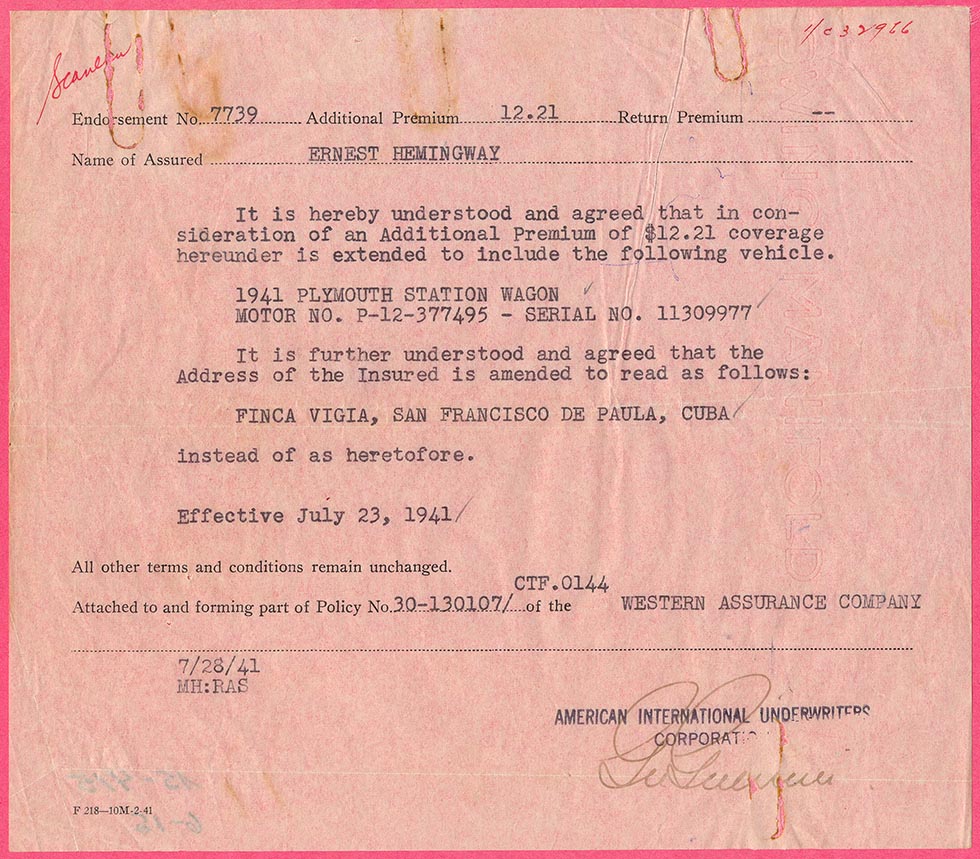 Endorsement No. 7739 Additional Premium 12.21 Return Premium --
Name of Assured ERNEST HEMINGWAY
It is hereby understood and agreed that in con-
sideration of an Additional Premium of $12.21 coverage
hereunder is extended to include the following vehicle.
1941 PLYMOUTH STATION WAGON
MOTOR NO. P-12-377495 - SERIAL NO. 11309977
It is further understood and agreed that the
Address of the Insured is amended to read as follows:
FINCA VIGIA, SAN FRANCISCO DE PAULA, CUBA
instead of as heretofore.
Effective July 23, 1941
All other terms and conditions remain unchanged.
CTF.0144
Attached to and forming part of Policy No. 30-130107/ of the WESTERN ASSURANCE COMPANY
7/28/41
MH:RAS
AMERICAN INTERNATIONAL UNDERWRITERS
CORPORATIO
F 218—10M-2-41